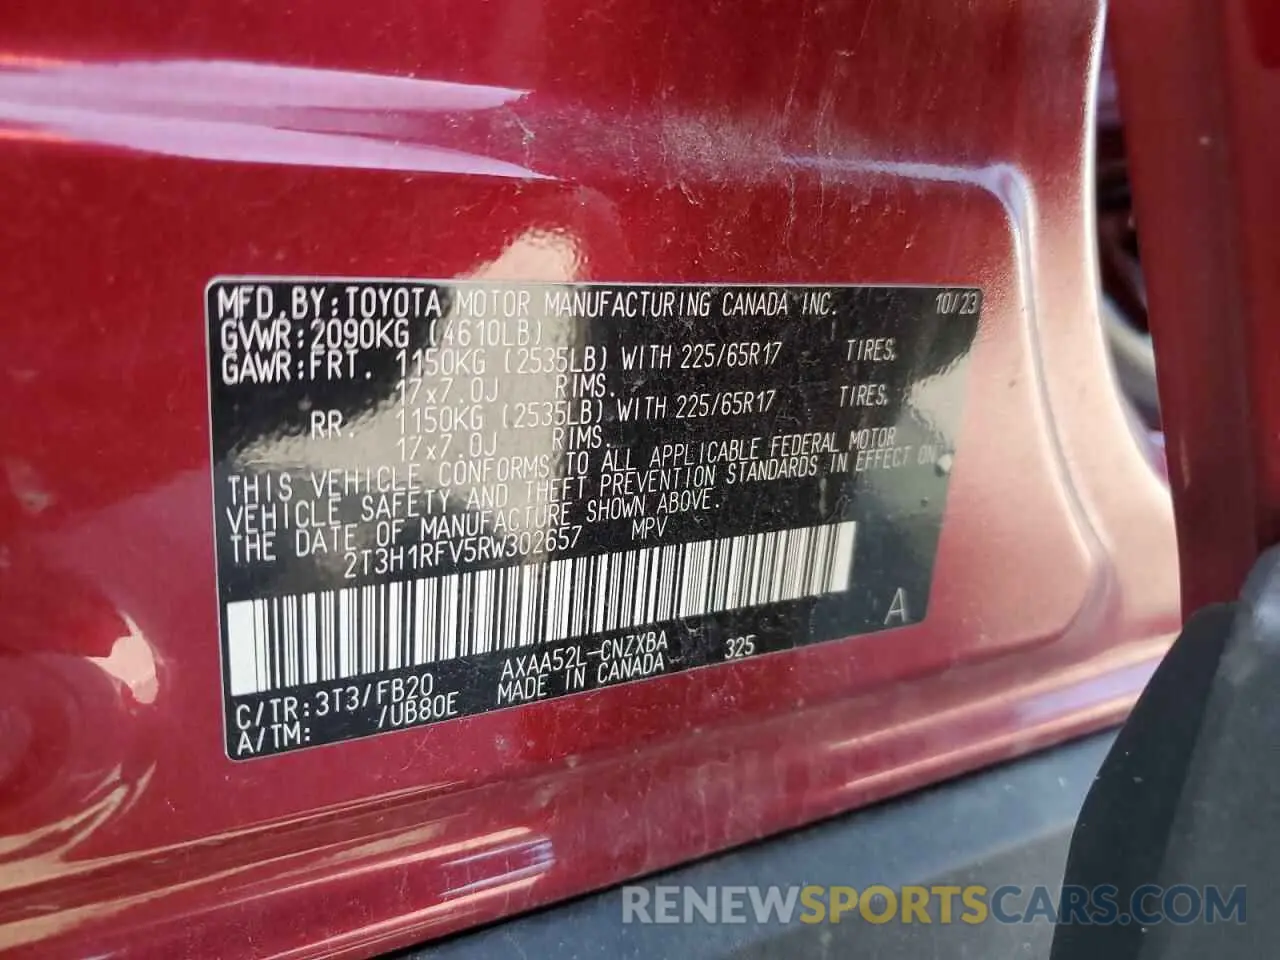 MFD.BY:TOYOTA MOTOR MANUFACTURING CANADA INC. 10/23
GVWR:2090KG (4610LB)
GAWR:FRT. 1150KG (2535LB) WITH 225/65R17 TIRES,
17x7.0J RIMS.
RR. 1150KG (2535LB) WITH 225/65R17 TIRES,
17x7.0J RIMS.
THIS VEHICLE CONFORMS TO ALL APPLICABLE FEDERAL MOTOR
VEHICLE SAFETY AND THEFT PREVENTION STANDARDS IN EFFECT ON
THE DATE OF MANUFACTURE SHOWN ABOVE.
2T3H1RFV5RW302657 MPV
A
C/TR:3T3/FB20 AXAA52L-CNZXBA 325
A/TM: /UB80E MADE IN CANADA
RENEWSPORTSCARS.COM